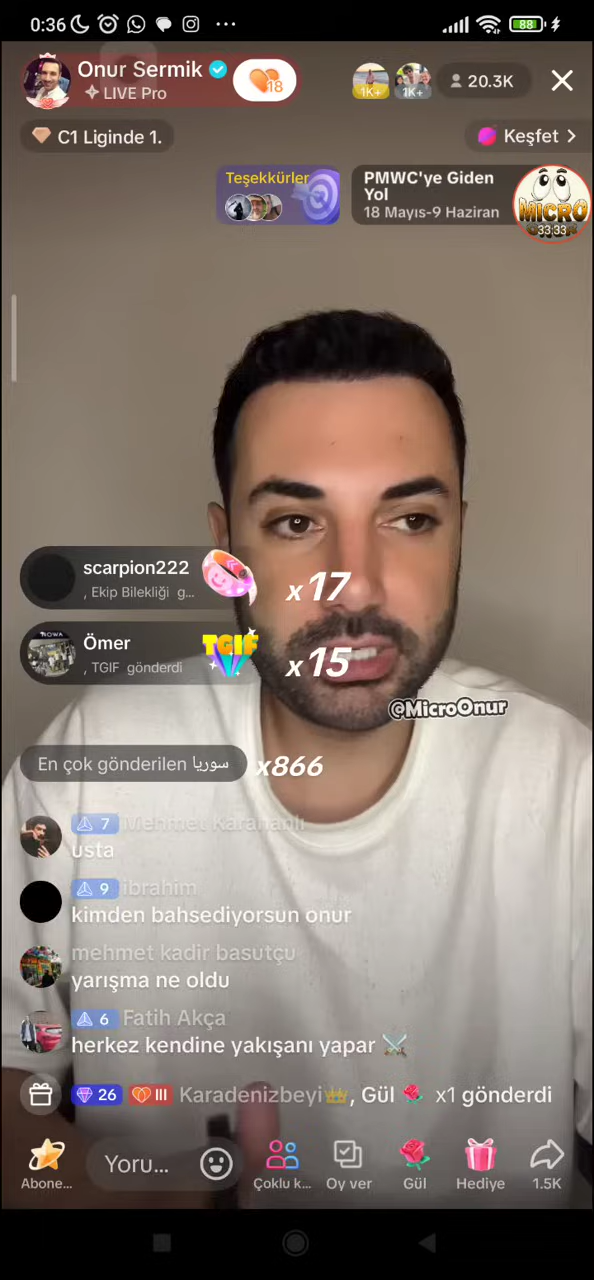 0:36
88
Onur Sermik
LIVE Pro
18
1K+
1K+
20.3K
C1 Liginde 1.
Keşfet
Teşekkürler
PMWC'ye Giden
Yol
18 Mayıs-9 Haziran
MICRO
33:33
scarpion222
, Ekip Bilekliği g...
x17
NOWA
Ömer
, TGIF gönderdi
TGIF
x15
@MicroOnur
En çok gönderilen سوريا
x866
7 Mehmet Karahanlı
usta
9 ibrahim
kimden bahsediyorsun onur
mehmet kadir basutçu
yarışma ne oldu
6 Fatih Akça
herkez kendine yakışanı yapar ⚔️
26 III Karadenizbeyi👑, Gül 🌹 x1 gönderdi
Yoru...
Abone...
Çoklu k...
Oy ver
Gül
Hediye
1.5K